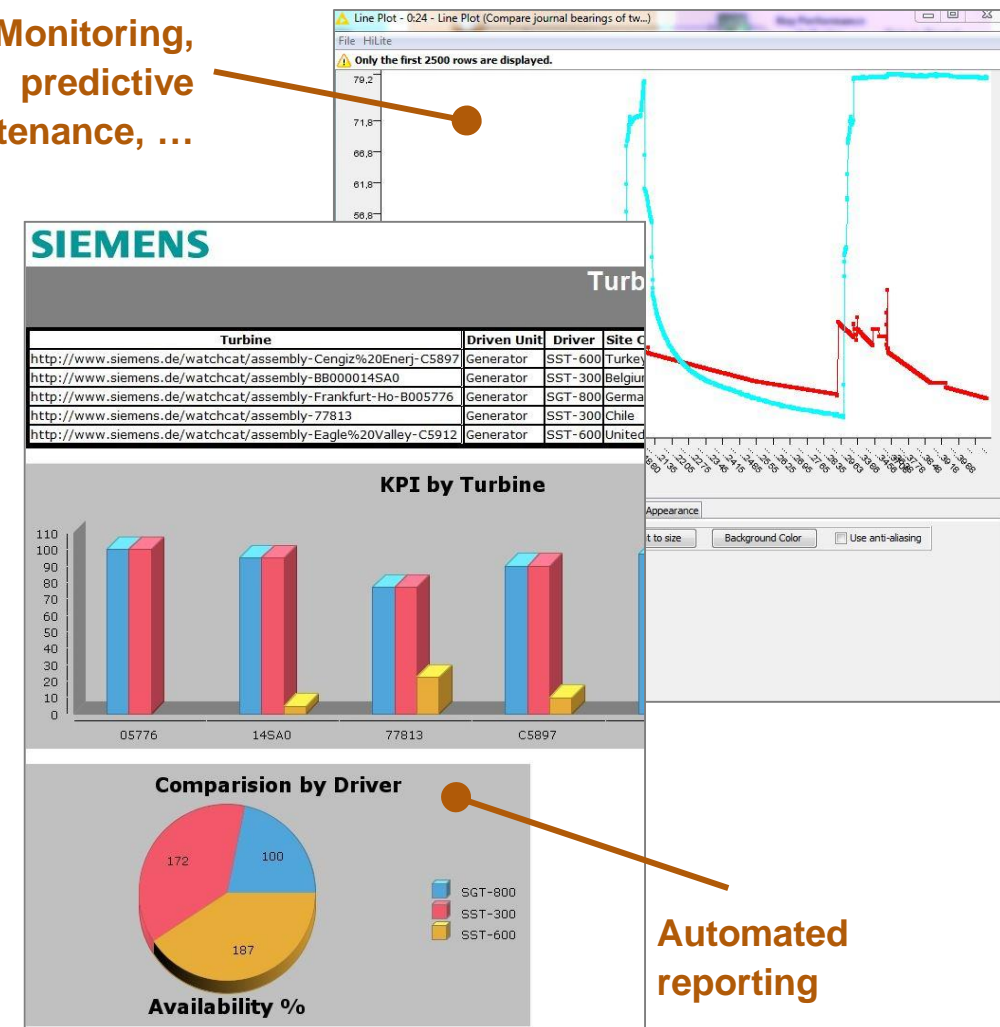 Monitoring,
predictive
tenance, …
Line Plot - 0:24 - Line Plot (Compare journal bearings of tw...)
File HiLite
Only the first 2500 rows are displayed.
79,2
71,8
66,8
61,8
56,8
SIEMENS
Turb
Turbine Driven Unit Driver Site C
http://www.siemens.de/watchcat/assembly-Cengiz%20Enerj-C5897 Generator SST-600 Turkey
http://www.siemens.de/watchcat/assembly-BB000014SA0 Generator SST-300 Belgiur
http://www.siemens.de/watchcat/assembly-Frankfurt-Ho-B005776 Generator SGT-800 Germa
http://www.siemens.de/watchcat/assembly-77813 Generator SST-300 Chile
http://www.siemens.de/watchcat/assembly-Eagle%20Valley-C5912 Generator SST-600 United
Appearance
t to size Background Color Use anti-aliasing
KPI by Turbine
110
100
90
80
70
60
50
40
30
20
10
0
05776 14SA0 77813 C5897
Comparision by Driver
172 100
187
SGT-800
SST-300
SST-600
Availability %
Automated
reporting